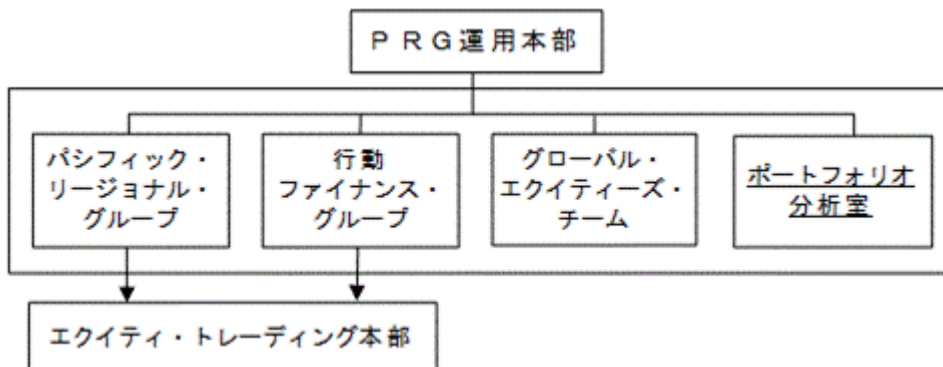 ＰＲＧ運用本部
パシフィック・
リージョナル・
グループ
行動
ファイナンス・
グループ
グローバル・
エクイティーズ・
チーム
ポートフォリオ
分析室
エクイティ・トレーディング本部